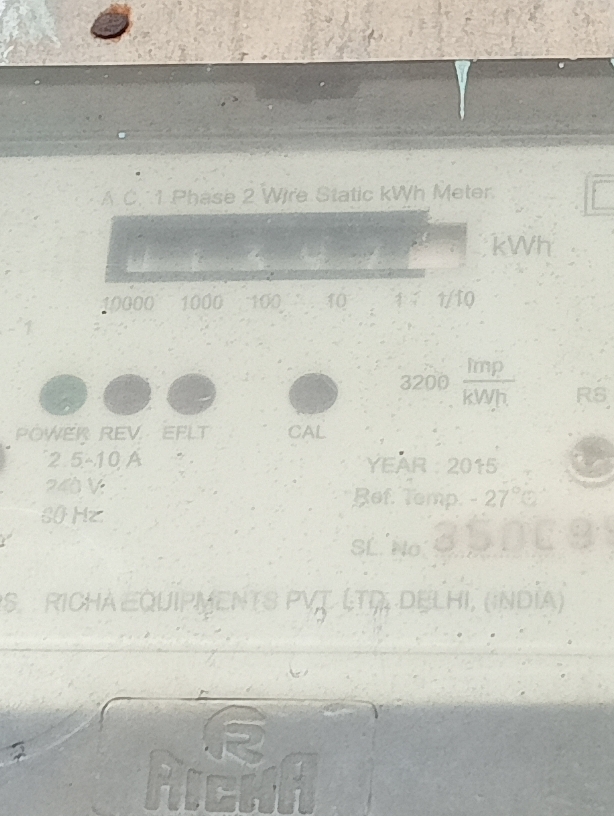 A.C. 1 Phase 2 Wire Static kWh Meter.
kWh
10000 1000 100 10 1 1/10
3200 Imp/kWh
RS
POWER REV. EFLT CAL
2.5-10 A
YEAR : 2015
240 V
Ref. Temp. - 27°C
SL. No.
RICHA EQUIPMENTS PVT. LTD. DELHI, (INDIA)
RICHA